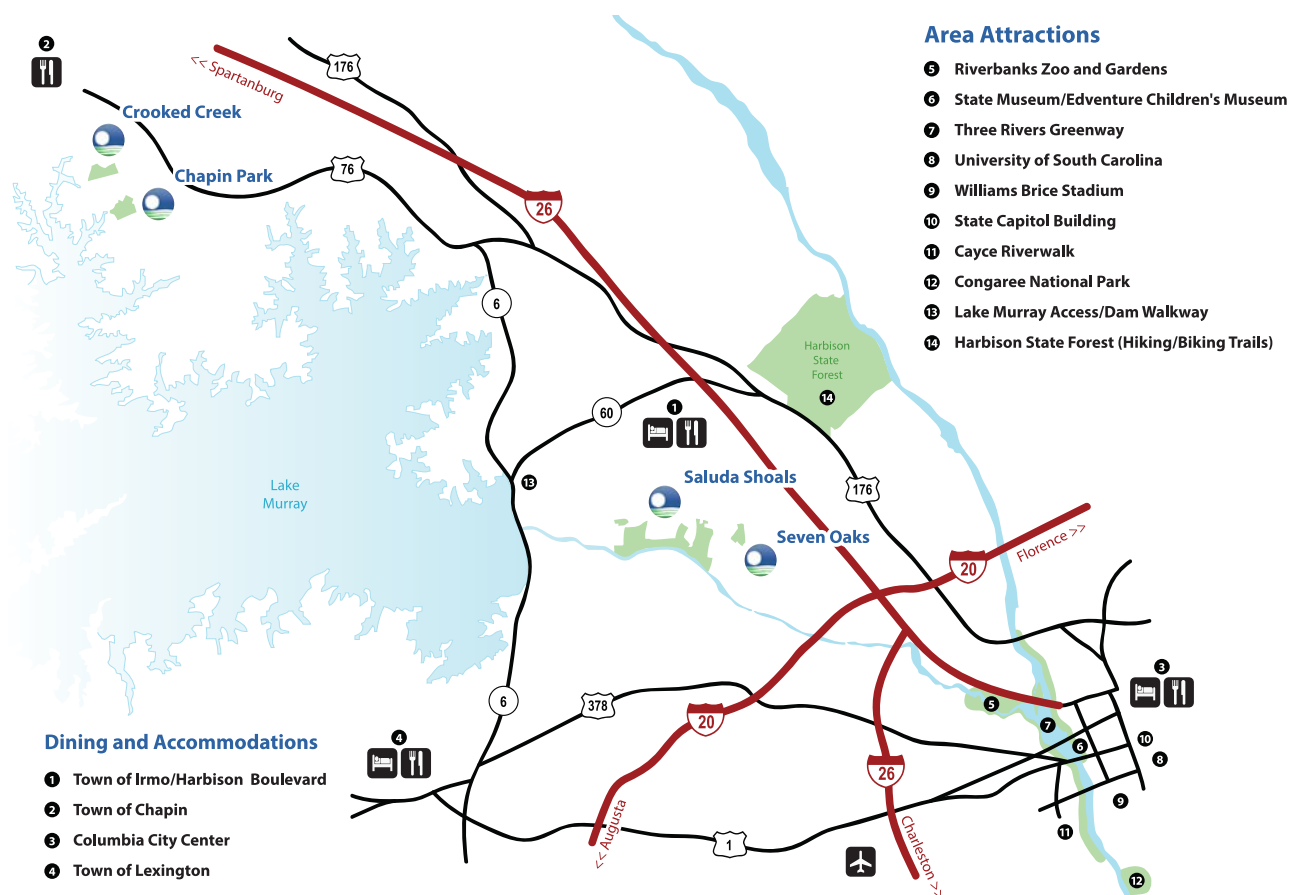 2
176
<< Spartanburg
Crooked Creek
Chapin Park
76
26
6
Harbison
State
Forest
14
60
1
13
Lake
Murray
Saluda Shoals
Seven Oaks
176
20
Florence >>
6
378
20
26
1
<< Augusta
Charleston >>
4
3
5
7
6
10
8
9
11
12
Area Attractions
5 Riverbanks Zoo and Gardens
6 State Museum/Edventure Children's Museum
7 Three Rivers Greenway
8 University of South Carolina
9 Williams Brice Stadium
10 State Capitol Building
11 Cayce Riverwalk
12 Congaree National Park
13 Lake Murray Access/Dam Walkway
14 Harbison State Forest (Hiking/Biking Trails)
Dining and Accommodations
1 Town of Irmo/Harbison Boulevard
2 Town of Chapin
3 Columbia City Center
4 Town of Lexington